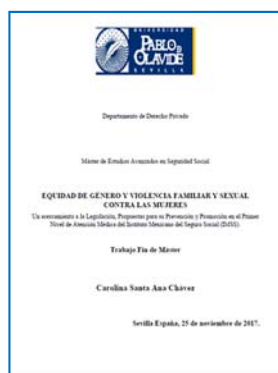 UNIVERSIDAD
PABLO DE
OLAVIDE
SEVILLA
Departamento de Derecho Privado
Máster de Estudios Avanzados en Seguridad Social
EQUIDAD DE GÉNERO Y VIOLENCIA FAMILIAR Y SEXUAL
CONTRA LAS MUJERES
Un acercamiento a la Legislación, Propuestas para su Prevención y Promoción en el Primer
Nivel de Atención Médica del Instituto Mexicano del Seguro Social (IMSS).
Trabajo Fin de Máster
Carolina Santa Ana Chávez
Sevilla España, 25 de noviembre de 2017.